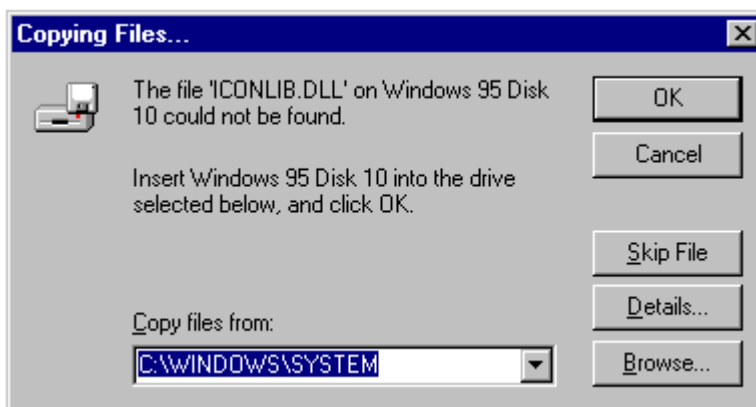 Copying Files...
The file 'ICONLIB.DLL' on Windows 95 Disk
10 could not be found.
Insert Windows 95 Disk 10 into the drive
selected below, and click OK.
Copy files from:
C:\WINDOWS\SYSTEM
OK
Cancel
Skip File
Details...
Browse...